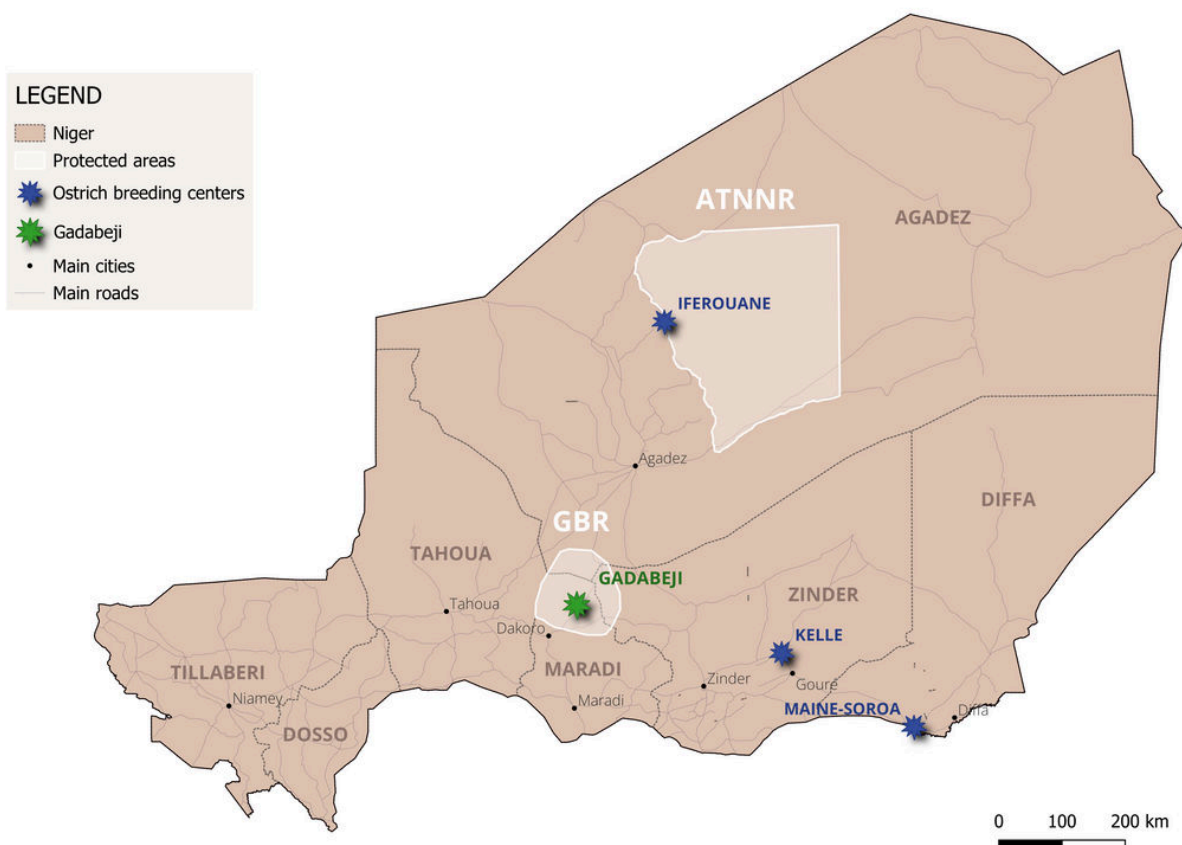 LEGEND
Niger
Protected areas
Ostrich breeding centers
Gadabeji
Main cities
Main roads
ATNNR
AGADEZ
IFEROUANE
Agadez
DIFFA
GBR
TAHOUA
GADABEJI
ZINDER
Tahoua
Dakoro
KELLE
TILLABERI
MARADI
Zinder
Gouré
Niamey
Maradi
MAINE-SOROA
Diffa
DOSSO
0 100 200 km